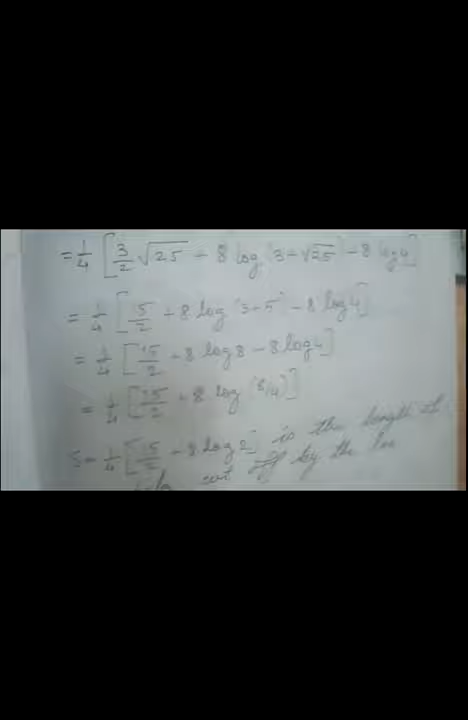 = 1/4 [3/2 √25 + 8 log (3+√25) - 8 log 4]
= 1/4 [15/2 + 8 log (3+5) - 8 log 4]
= 1/4 [15/2 + 8 log 8 - 8 log 4]
= 1/4 [15/2 + 8 log (8/4)]
S = 1/4 [15/2 + 8 log 2] is the length of
cut off by the